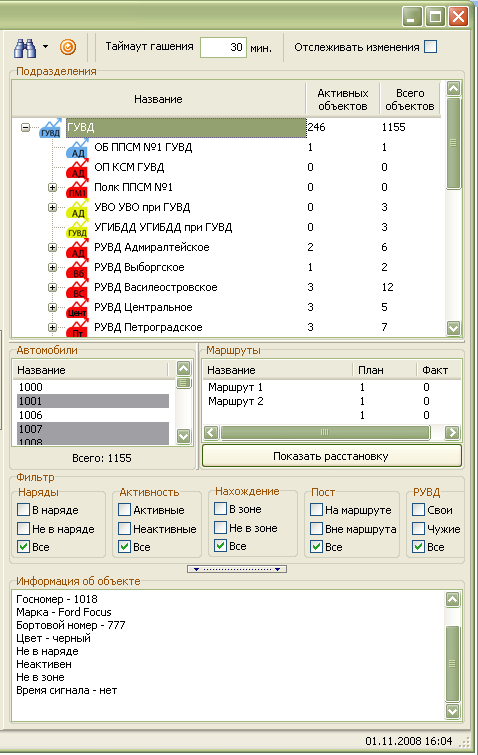 Таймаут гашения 30 мин. Отслеживать изменения
Подразделения
Название Активных объектов Всего объектов
ГУВД ГУВД 246 1155
АД ОБ ППСМ №1 ГУВД 1 1
АД ОП КСМ ГУВД 0 0
ПМ1 Полк ППСМ №1 0 0
АД УВО УВО при ГУВД 0 3
ГУВД УГИБДД УГИБДД при ГУВД 0 3
АД РУВД Адмиралтейское 2 6
Вб РУВД Выборгское 1 2
ВС РУВД Василеостровское 3 12
Цент РУВД Центральное 3 5
Пт РУВД Петроградское 3 7
Автомобили
Название
1000
1001
1006
1007
1008
Всего: 1155
Маршруты
Название План Факт
Маршрут 1 1 0
Маршрут 2 1 0
1 0
Показать расстановку
Фильтр
Наряды Активность Нахождение Пост РУВД
В наряде Активные В зоне На маршруте Свои
Не в наряде Неактивные Не в зоне Вне маршрута Чужие
Все Все Все Все Все
Информация об объекте
Госномер - 1018
Марка - Ford Focus
Бортовой номер - 777
Цвет - черный
Не в наряде
Неактивен
Не в зоне
Время сигнала - нет
01.11.2008 16:04